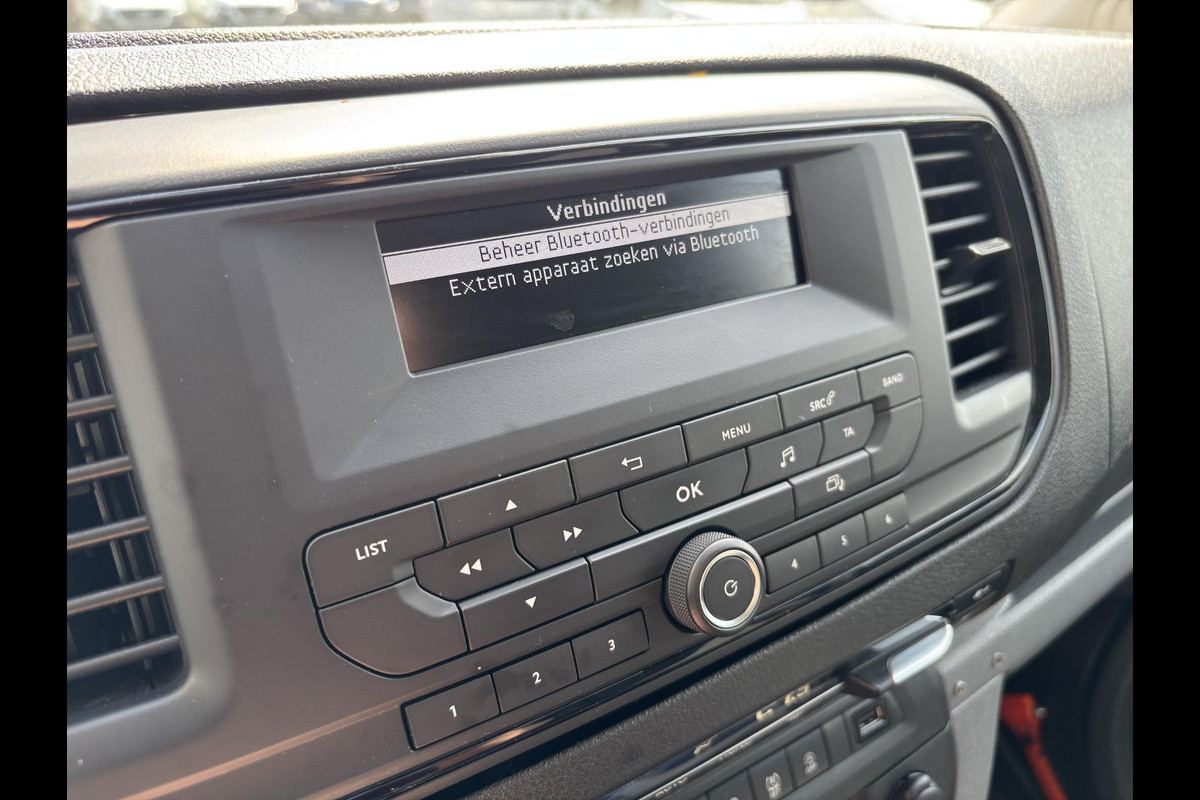 Verbindingen
Beheer Bluetooth-verbindingen
Extern apparaat zoeken via Bluetooth
BAND
SRC
MENU
TA
OK
LIST
4 5 6
1 2 3
AUTO